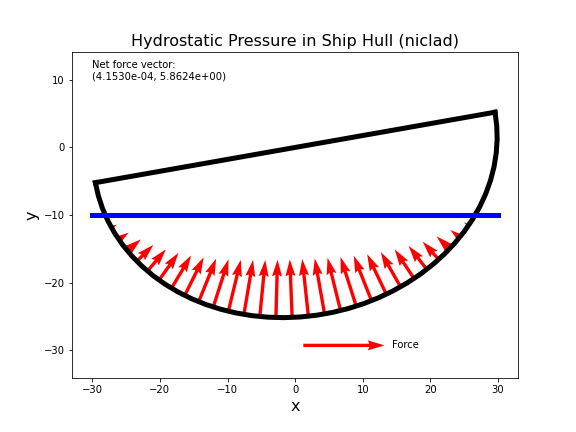 Hydrostatic Pressure in Ship Hull (niclad)
Net force vector:
(4.1530e-04, 5.8624e+00)
10
0
−10
−20
−30
y
Force
−30 −20 −10 0 10 20 30
x